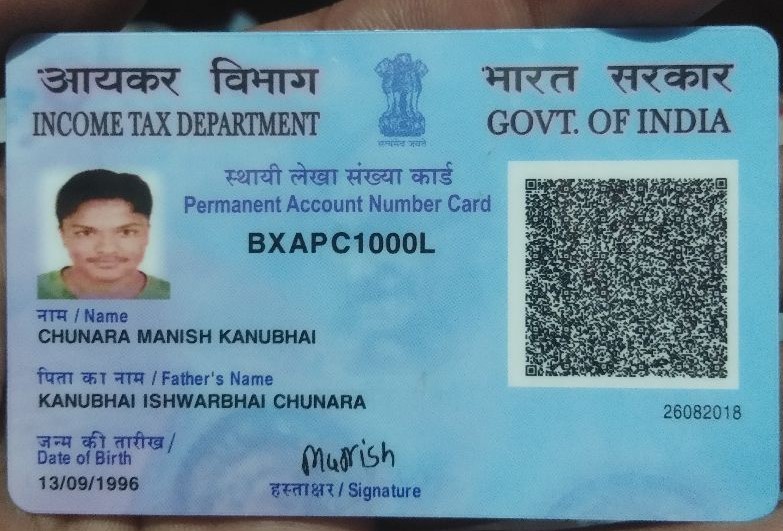 आयकर विभाग
INCOME TAX DEPARTMENT
सत्यमेव जयते
भारत सरकार
GOVT. OF INDIA
स्थायी लेखा संख्या कार्ड
Permanent Account Number Card
BXAPC1000L
नाम / Name
CHUNARA MANISH KANUBHAI
पिता का नाम / Father's Name
KANUBHAI ISHWARBHAI CHUNARA
26082018
जन्म की तारीख /
Date of Birth
13/09/1996
Manish
हस्ताक्षर / Signature